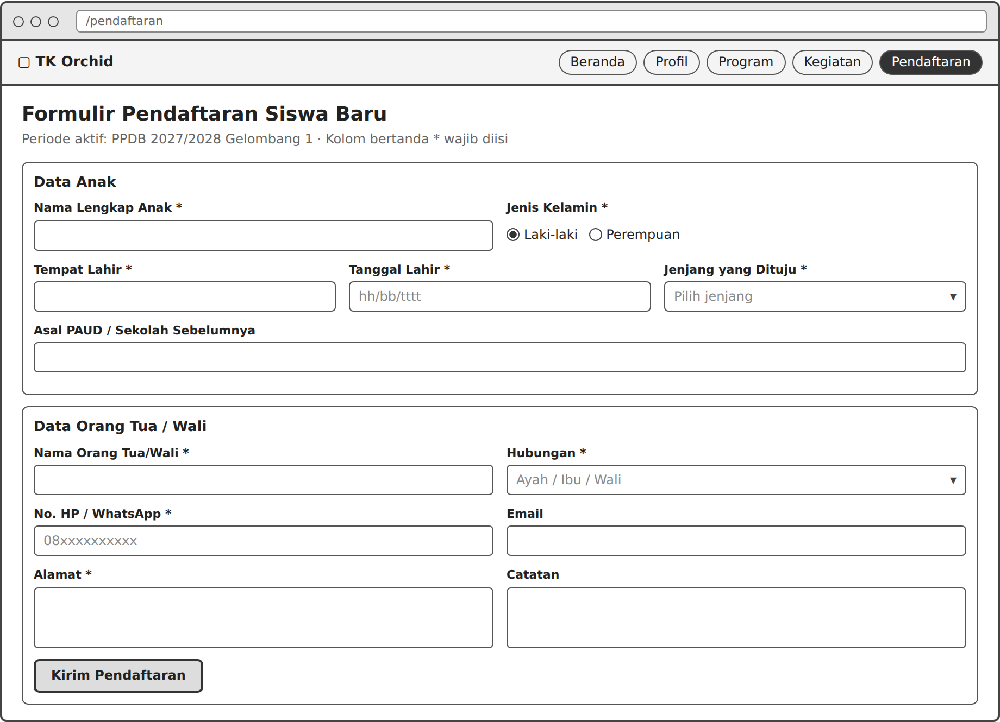 /pendaftaran
TK Orchid
Beranda Profil Program Kegiatan Pendaftaran
Formulir Pendaftaran Siswa Baru
Periode aktif: PPDB 2027/2028 Gelombang 1 · Kolom bertanda * wajib diisi
Data Anak
Nama Lengkap Anak * Jenis Kelamin *
Laki-laki Perempuan
Tempat Lahir * Tanggal Lahir * Jenjang yang Dituju *
hh/bb/tttt Pilih jenjang ▼
Asal PAUD / Sekolah Sebelumnya
Data Orang Tua / Wali
Nama Orang Tua/Wali * Hubungan *
Ayah / Ibu / Wali ▼
No. HP / WhatsApp * Email
08xxxxxxxxxx
Alamat * Catatan
Kirim Pendaftaran